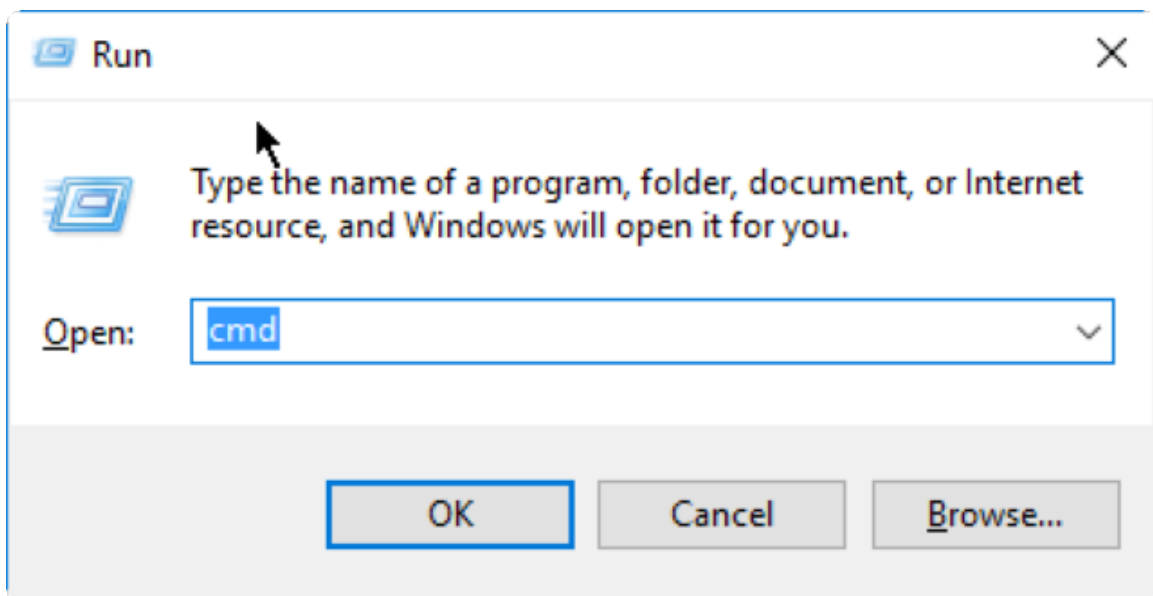 Run
Type the name of a program, folder, document, or Internet
resource, and Windows will open it for you.
Open: cmd
OK Cancel Browse...